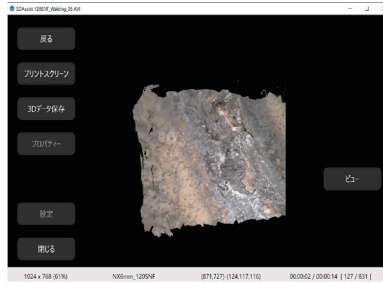 3DAssist 120SNF_Welding_05.AVI
戻る
プリントスクリーン
3Dデータ保存
プロパティー
ビュー
設定
閉じる
1024 x 768 (61%) NX6mm_120SNF (871,727)-(124.117.116) 00:00:02 / 00:00:14 [ 127 / 831 ]